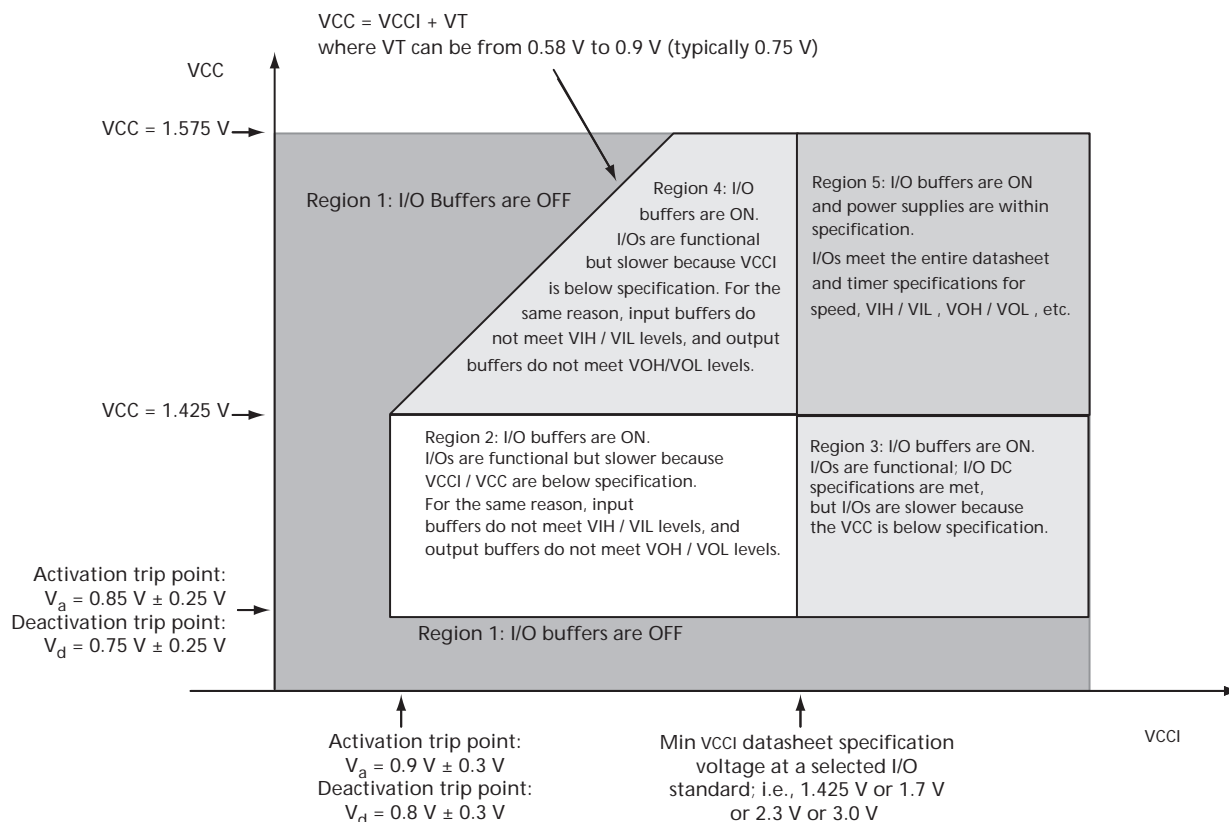 VCC = VCCI + VT
where VT can be from 0.58 V to 0.9 V (typically 0.75 V)
VCC
VCC = 1.575 V
Region 1: I/O Buffers are OFF
Region 4: I/O
buffers are ON.
I/Os are functional
but slower because VCCI
is below specification. For the
same reason, input buffers do
not meet VIH / VIL levels, and output
buffers do not meet VOH/VOL levels.
Region 5: I/O buffers are ON
and power supplies are within
specification.
I/Os meet the entire datasheet
and timer specifications for
speed, VIH / VIL , VOH / VOL , etc.
VCC = 1.425 V
Region 2: I/O buffers are ON.
I/Os are functional but slower because
VCCI / VCC are below specification.
For the same reason, input
buffers do not meet VIH / VIL levels, and
output buffers do not meet VOH / VOL levels.
Region 3: I/O buffers are ON.
I/Os are functional; I/O DC
specifications are met,
but I/Os are slower because
the VCC is below specification.
Activation trip point:
Va = 0.85 V ± 0.25 V
Deactivation trip point:
Vd = 0.75 V ± 0.25 V
Region 1: I/O buffers are OFF
Activation trip point:
Va = 0.9 V ± 0.3 V
Deactivation trip point:
Vd = 0.8 V ± 0.3 V
Min VCCI datasheet specification
voltage at a selected I/O
standard; i.e., 1.425 V or 1.7 V
or 2.3 V or 3.0 V
VCCI